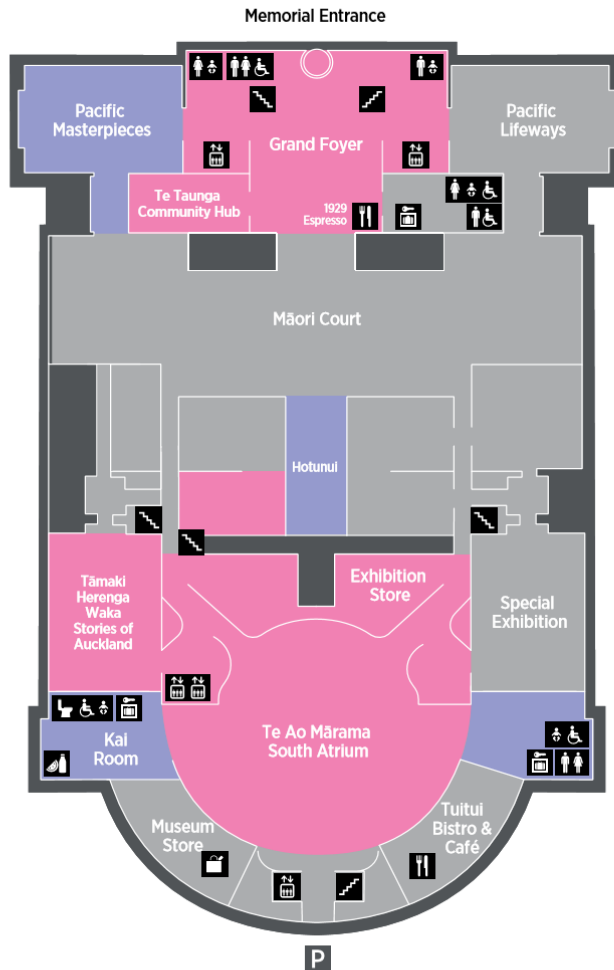 Memorial Entrance
Pacific
Masterpieces
Grand Foyer
Pacific
Lifeways
Te Taunga
Community Hub
1929
Espresso
Māori Court
Hotunui
Tāmaki
Herenga
Waka
Stories of
Auckland
Exhibition
Store
Special
Exhibition
Te Ao Mārama
South Atrium
Kai
Room
Museum
Store
Tuitui
Bistro &
Café
P